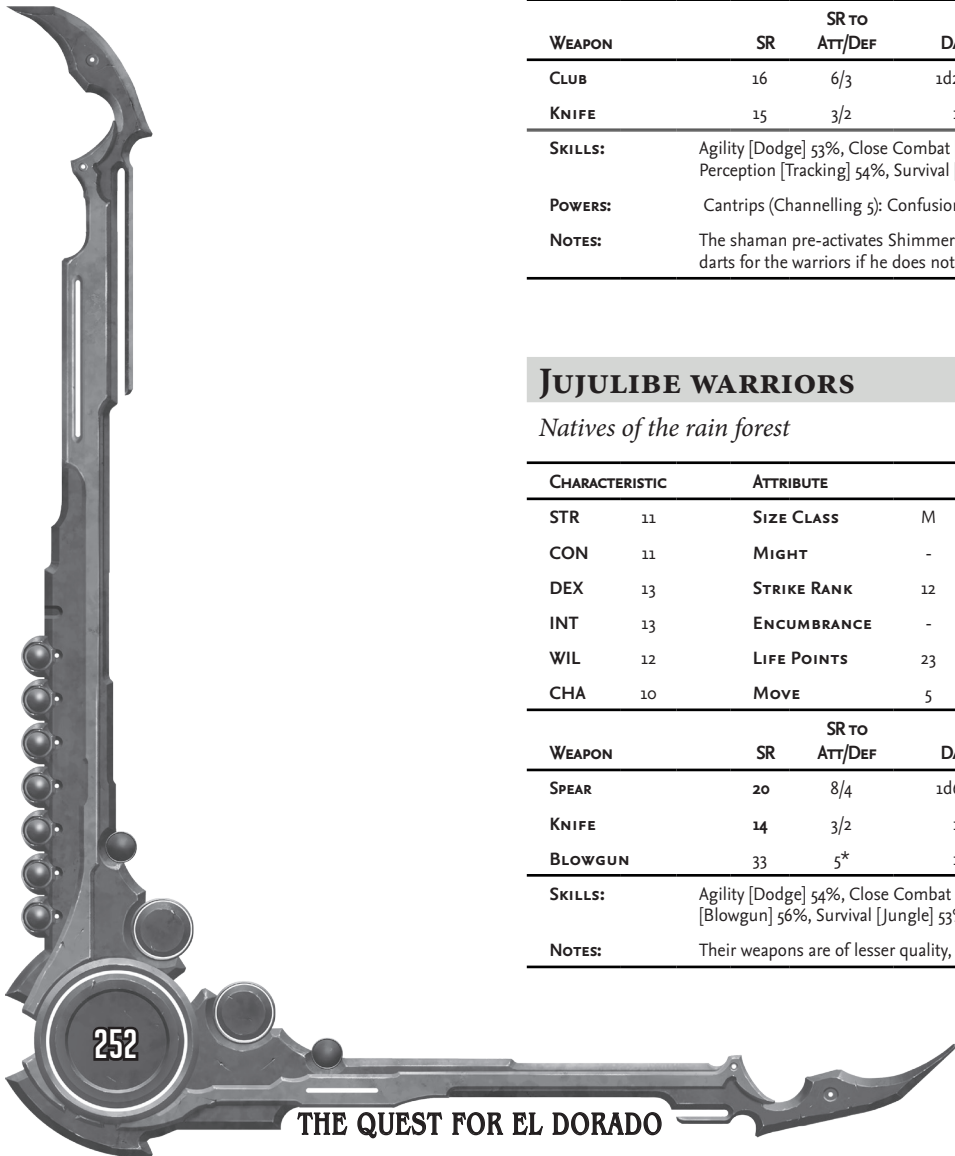 SR to
Weapon SR Att/Def
Club 16 6/3
Knife 15 3/2
Skills: Agility [Dodge] 53%, Close Combat
Perception [Tracking] 54%, Survival
Powers: Cantrips (Channelling 5): Confusion
Notes: The shaman pre-activates Shimmer
darts for the warriors if he does not
Jujulibe warriors
Natives of the rain forest
Characteristic Attribute
STR 11 Size Class M
CON 11 Might -
DEX 13 Strike Rank 12
INT 13 Encumbrance -
WIL 12 Life Points 23
CHA 10 Move 5
SR to
Weapon SR Att/Def
Spear 20 8/4
Knife 14 3/2
Blowgun 33 5*
Skills: Agility [Dodge] 54%, Close Combat
[Blowgun] 56%, Survival [Jungle] 53%
Notes: Their weapons are of lesser quality,
252
THE QUEST FOR EL DORADO